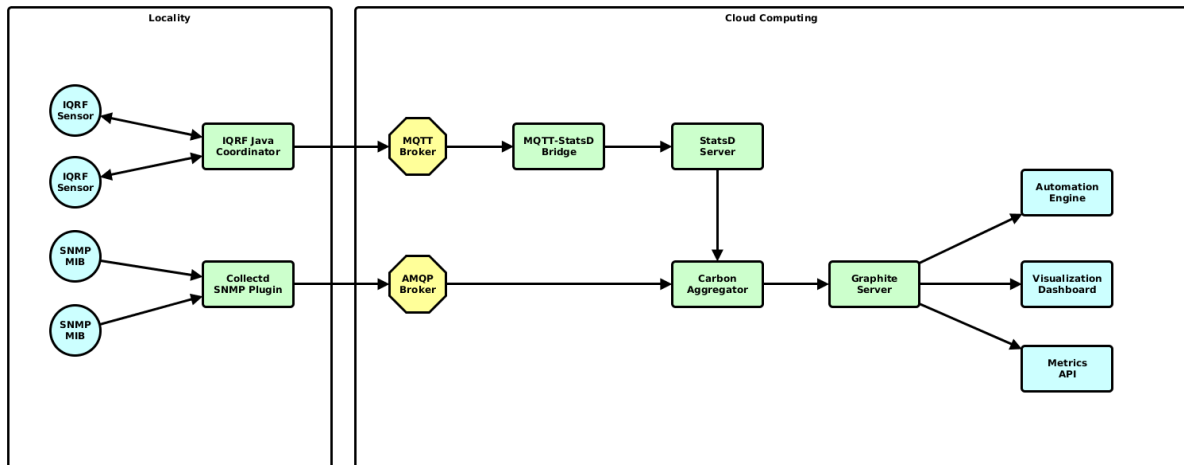 Locality
Cloud Computing
IQRF
Sensor
IQRF
Sensor
SNMP
MIB
SNMP
MIB
IQRF Java
Coordinator
Collectd
SNMP Plugin
MQTT
Broker
AMQP
Broker
MQTT-StatsD
Bridge
StatsD
Server
Carbon
Aggregator
Graphite
Server
Automation
Engine
Visualization
Dashboard
Metrics
API